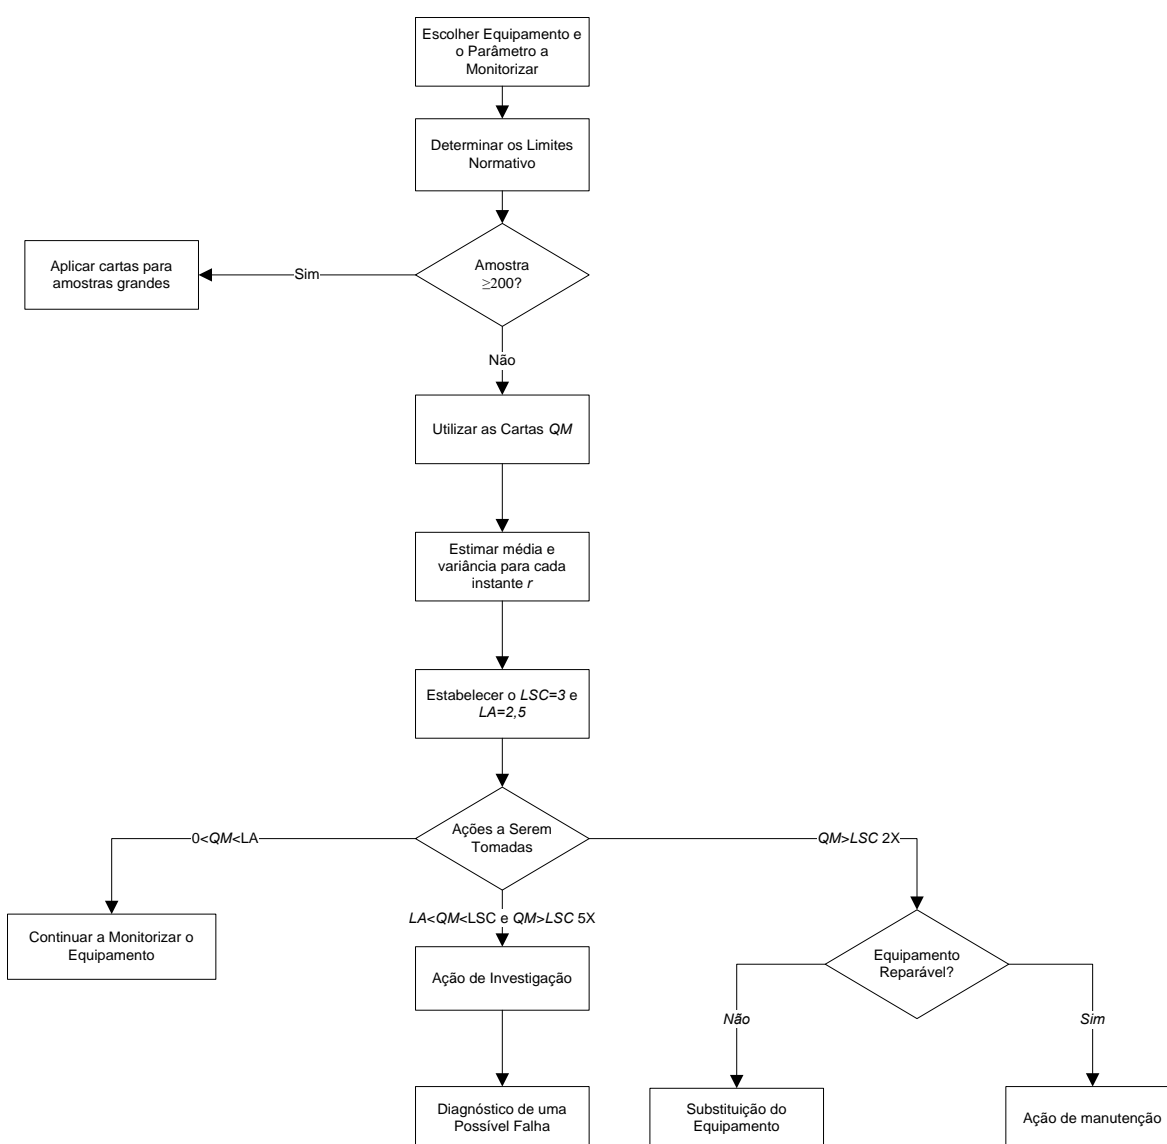 Escolher Equipamento e
o Parâmetro a
Monitorizar
Determinar os Limites
Normativo
Amostra
≥200?
Sim
Aplicar cartas para
amostras grandes
Não
Utilizar as Cartas QM
Estimar média e
variância para cada
instante r
Estabelecer o LSC=3 e
LA=2,5
Ações a Serem
Tomadas
0<QM<LA
QM>LSC 2X
LA<QM<LSC e QM>LSC 5X
Continuar a Monitorizar o
Equipamento
Ação de Investigação
Equipamento
Reparável?
Não
Sim
Diagnóstico de uma
Possível Falha
Substituição do
Equipamento
Ação de manutenção